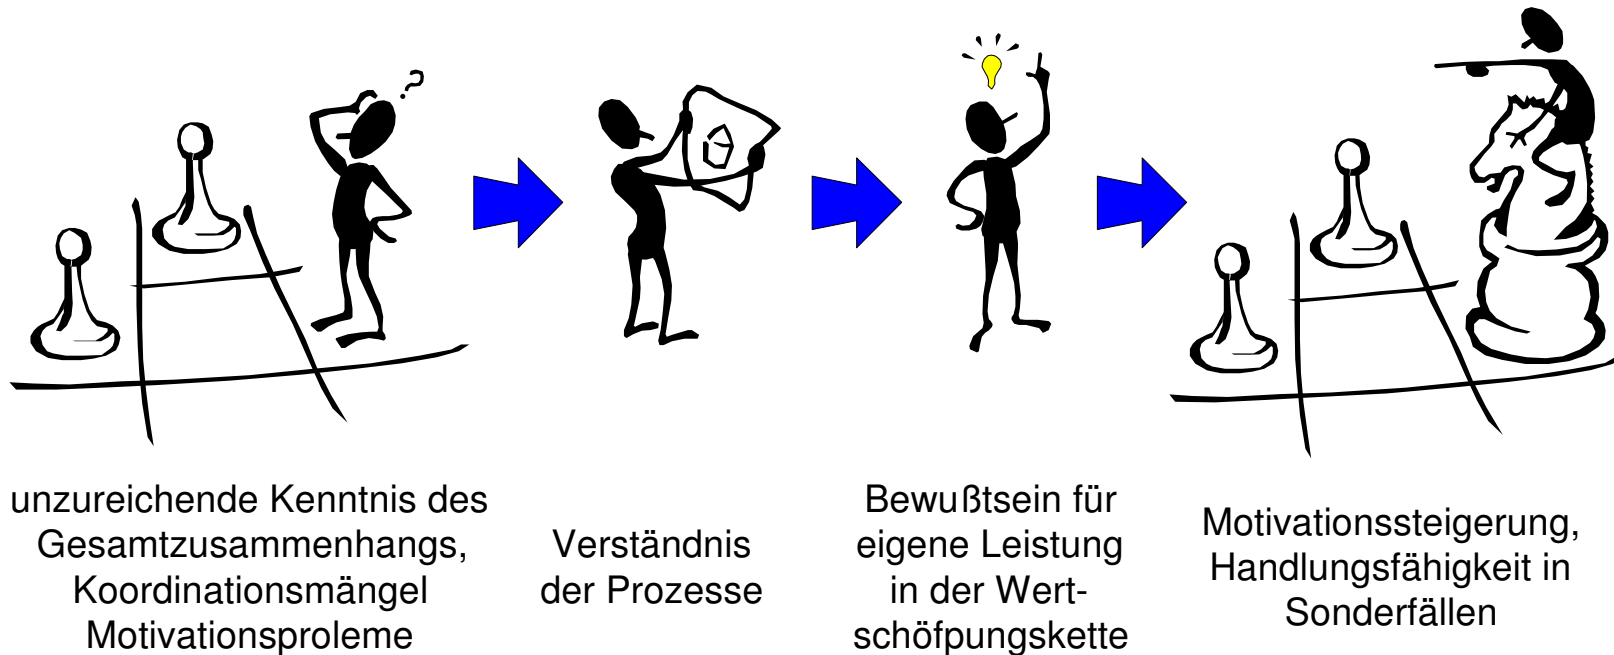 ?
unzureichende Kenntnis des
Gesamtzusammenhangs,
Koordinationsmängel
Motivationsproleme
Verständnis
der Prozesse
Bewußtsein für
eigene Leistung
in der Wert-
schöfpungskette
Motivationssteigerung,
Handlungsfähigkeit in
Sonderfällen